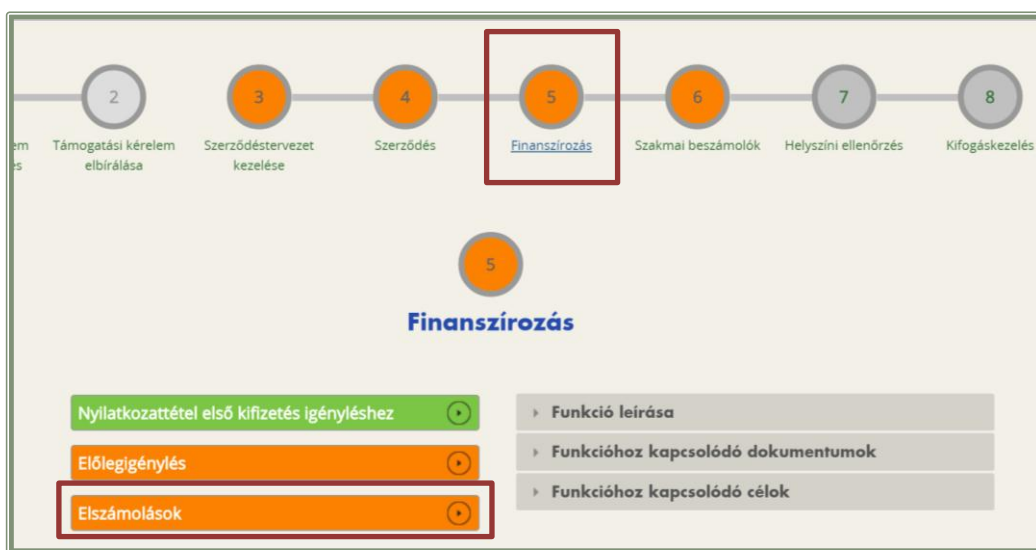 2
3
4
5
6
7
8
Támogatási kérelem
elbírálása
Szerződéstervezet
kezelése
Szerződés
Finanszírozás
Szakmai beszámolók
Helyszíni ellenőrzés
Kifogáskezelés
5
Finanszírozás
Nyilatkozattétel első kifizetés igényléshez
Előlegigénylés
Elszámolások
Funkció leírása
Funkcióhoz kapcsolódó dokumentumok
Funkcióhoz kapcsolódó célok